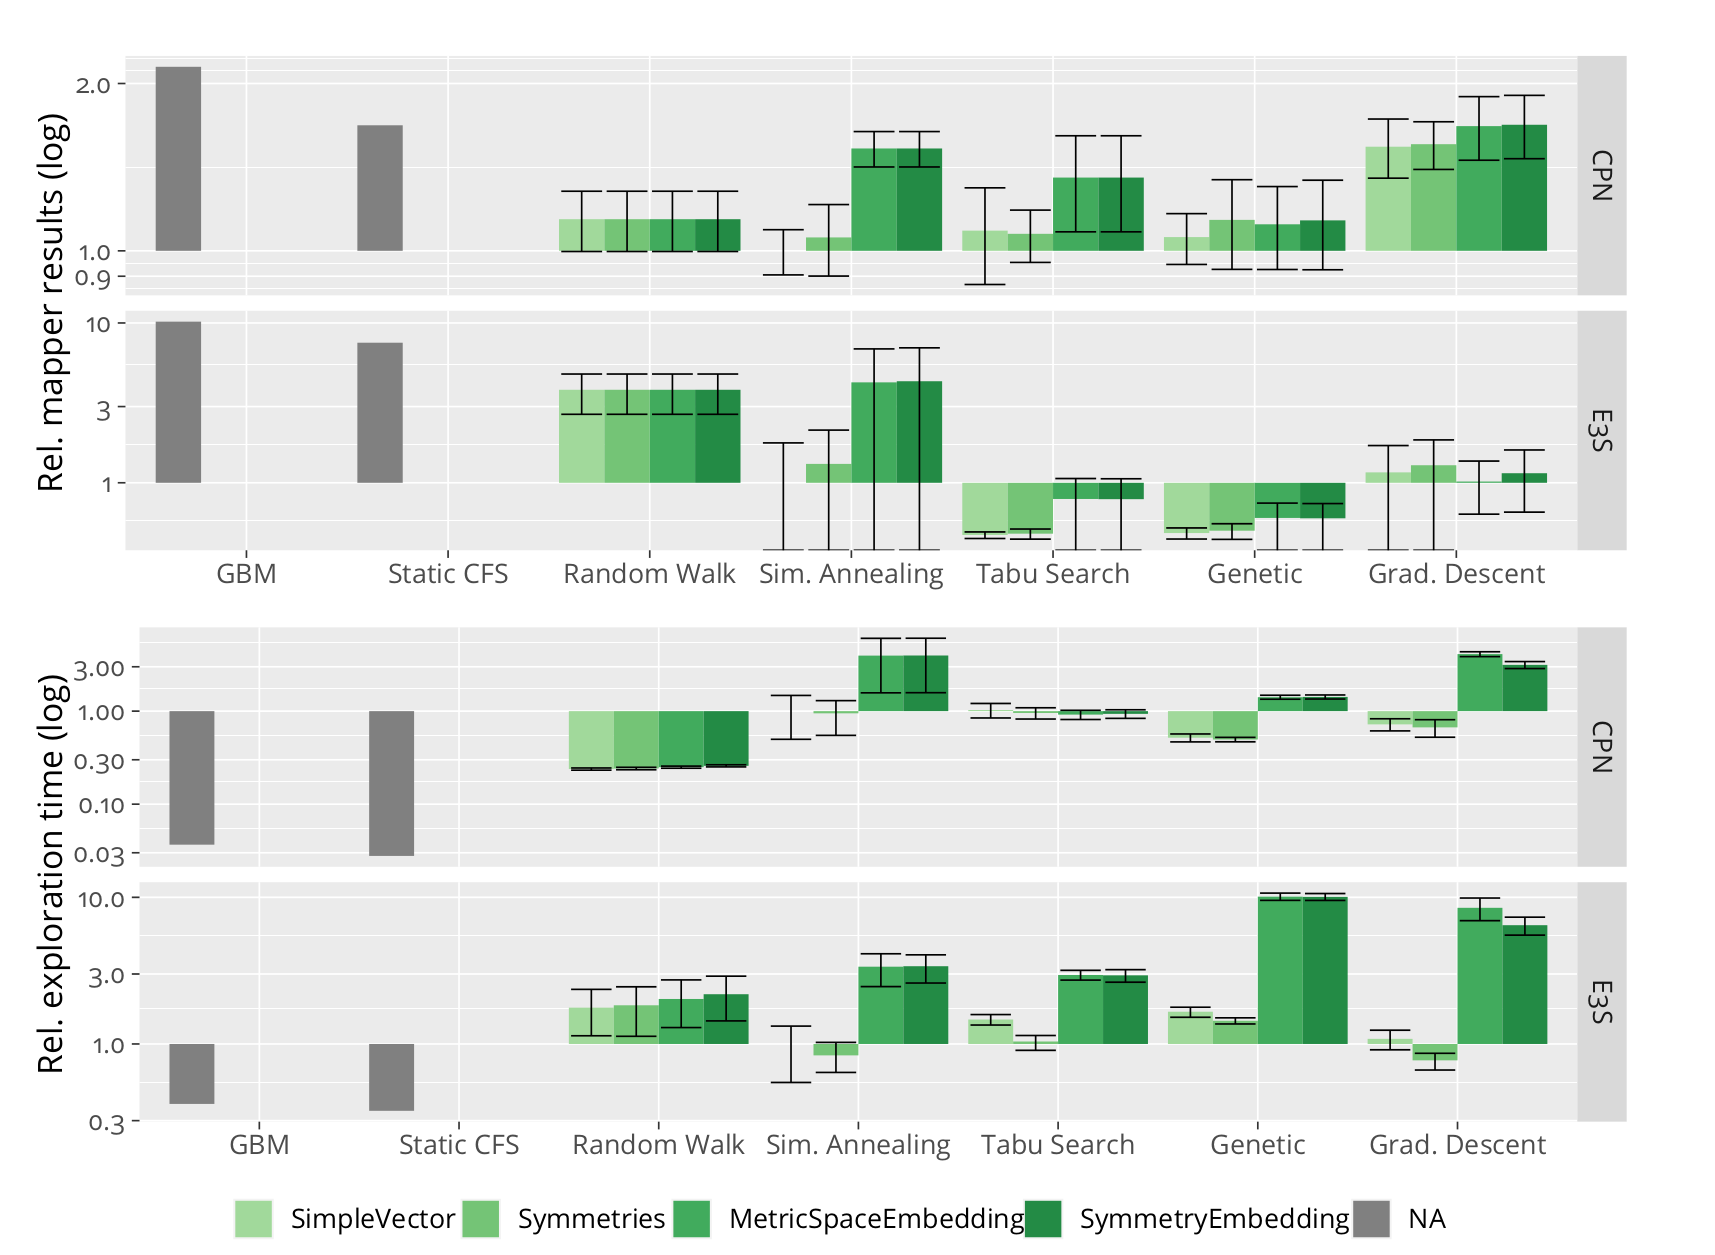 Rel. mapper results (log)
2.0
1.0
0.9
CPN
10
3
1
E3S
GBM Static CFS Random Walk Sim. Annealing Tabu Search Genetic Grad. Descent
Rel. exploration time (log)
3.00
1.00
0.30
0.10
0.03
CPN
10.0
3.0
1.0
0.3
E3S
GBM Static CFS Random Walk Sim. Annealing Tabu Search Genetic Grad. Descent
SimpleVector Symmetries MetricSpaceEmbedding SymmetryEmbedding NA